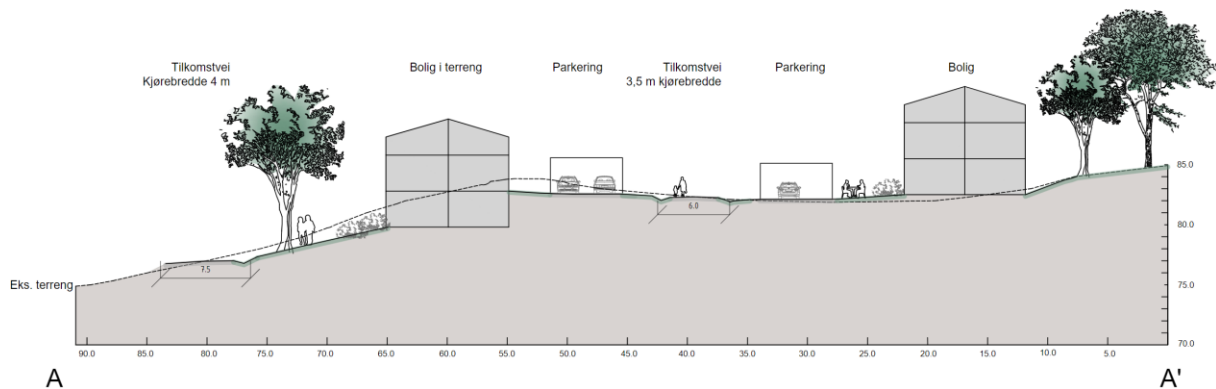 Tilkomstvei
Kjørebredde 4 m
Bolig i terreng
Parkering
Tilkomstvei
3,5 m kjørebredde
Parkering
Bolig
85.0
80.0
75.0
70.0
6.0
7.5
Eks. terreng
90.0 85.0 80.0 75.0 70.0 65.0 60.0 55.0 50.0 45.0 40.0 35.0 30.0 25.0 20.0 15.0 10.0 5.0
A A'